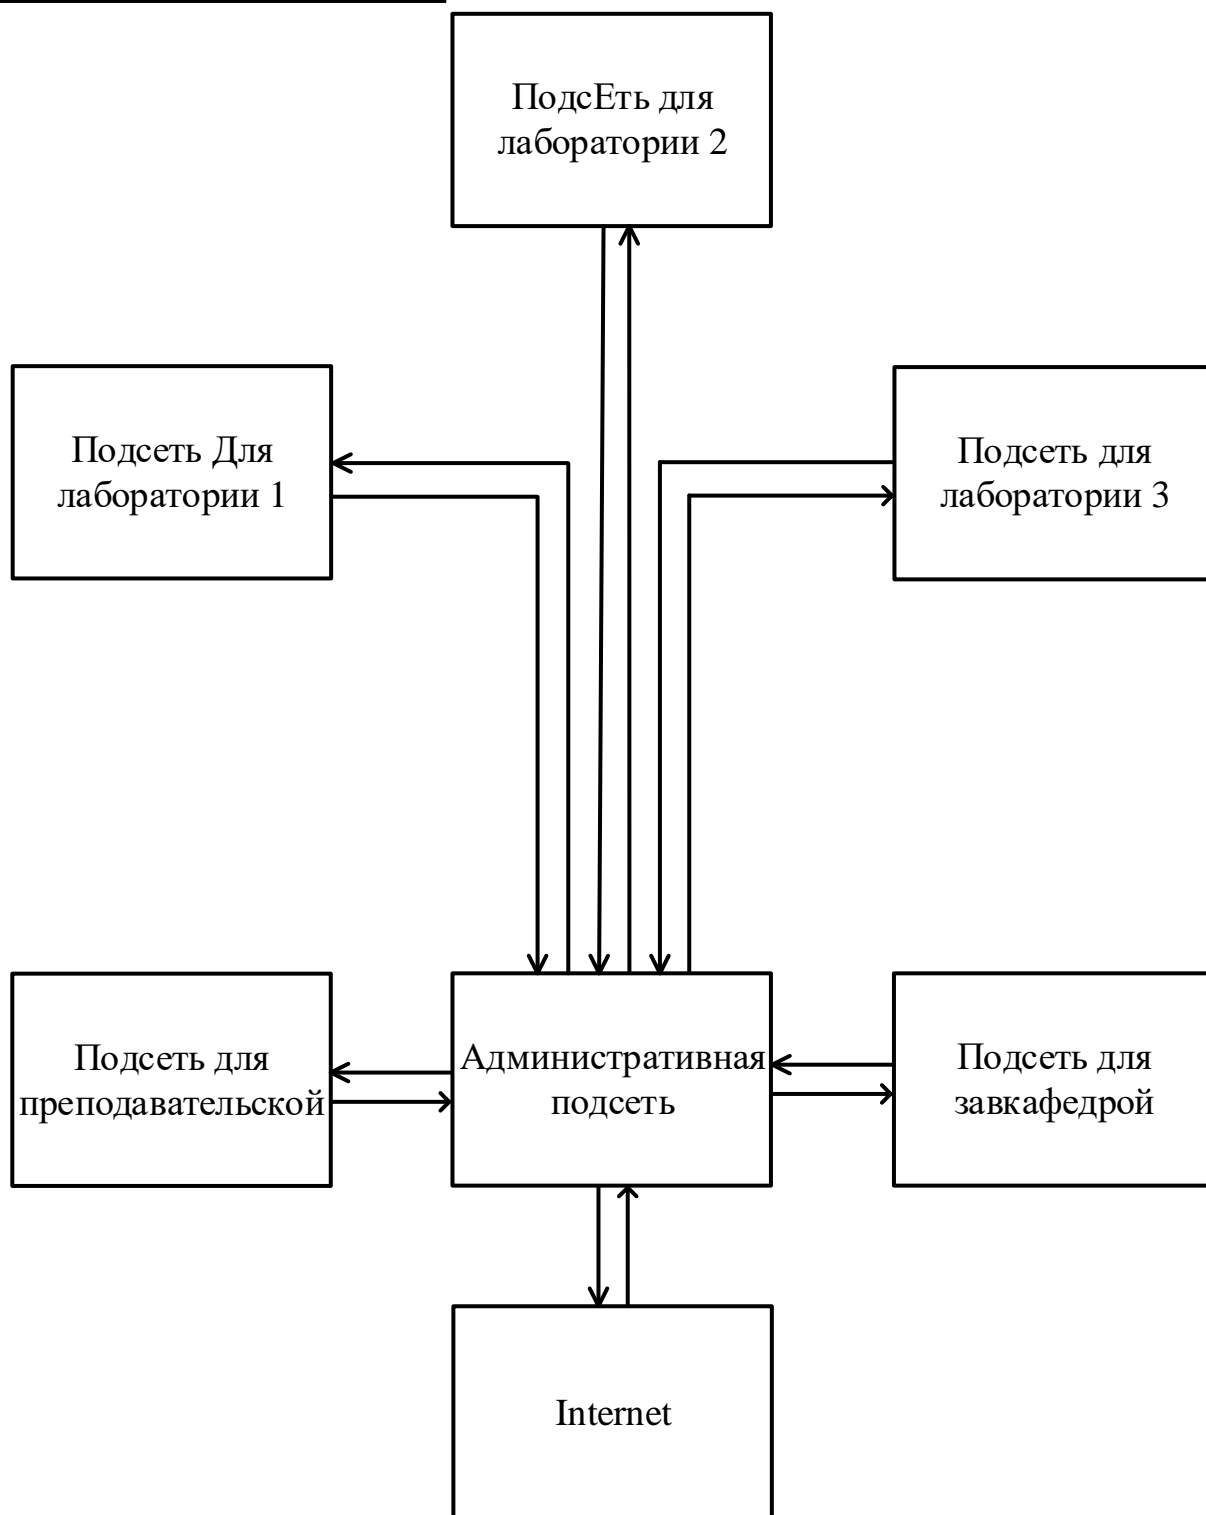 ПодсЕть для
лаборатории 2
Подсеть Для
лаборатории 1
Подсеть для
лаборатории 3
Подсеть для
преподавательской
Административная
подсеть
Подсеть для
завкафедрой
Internet